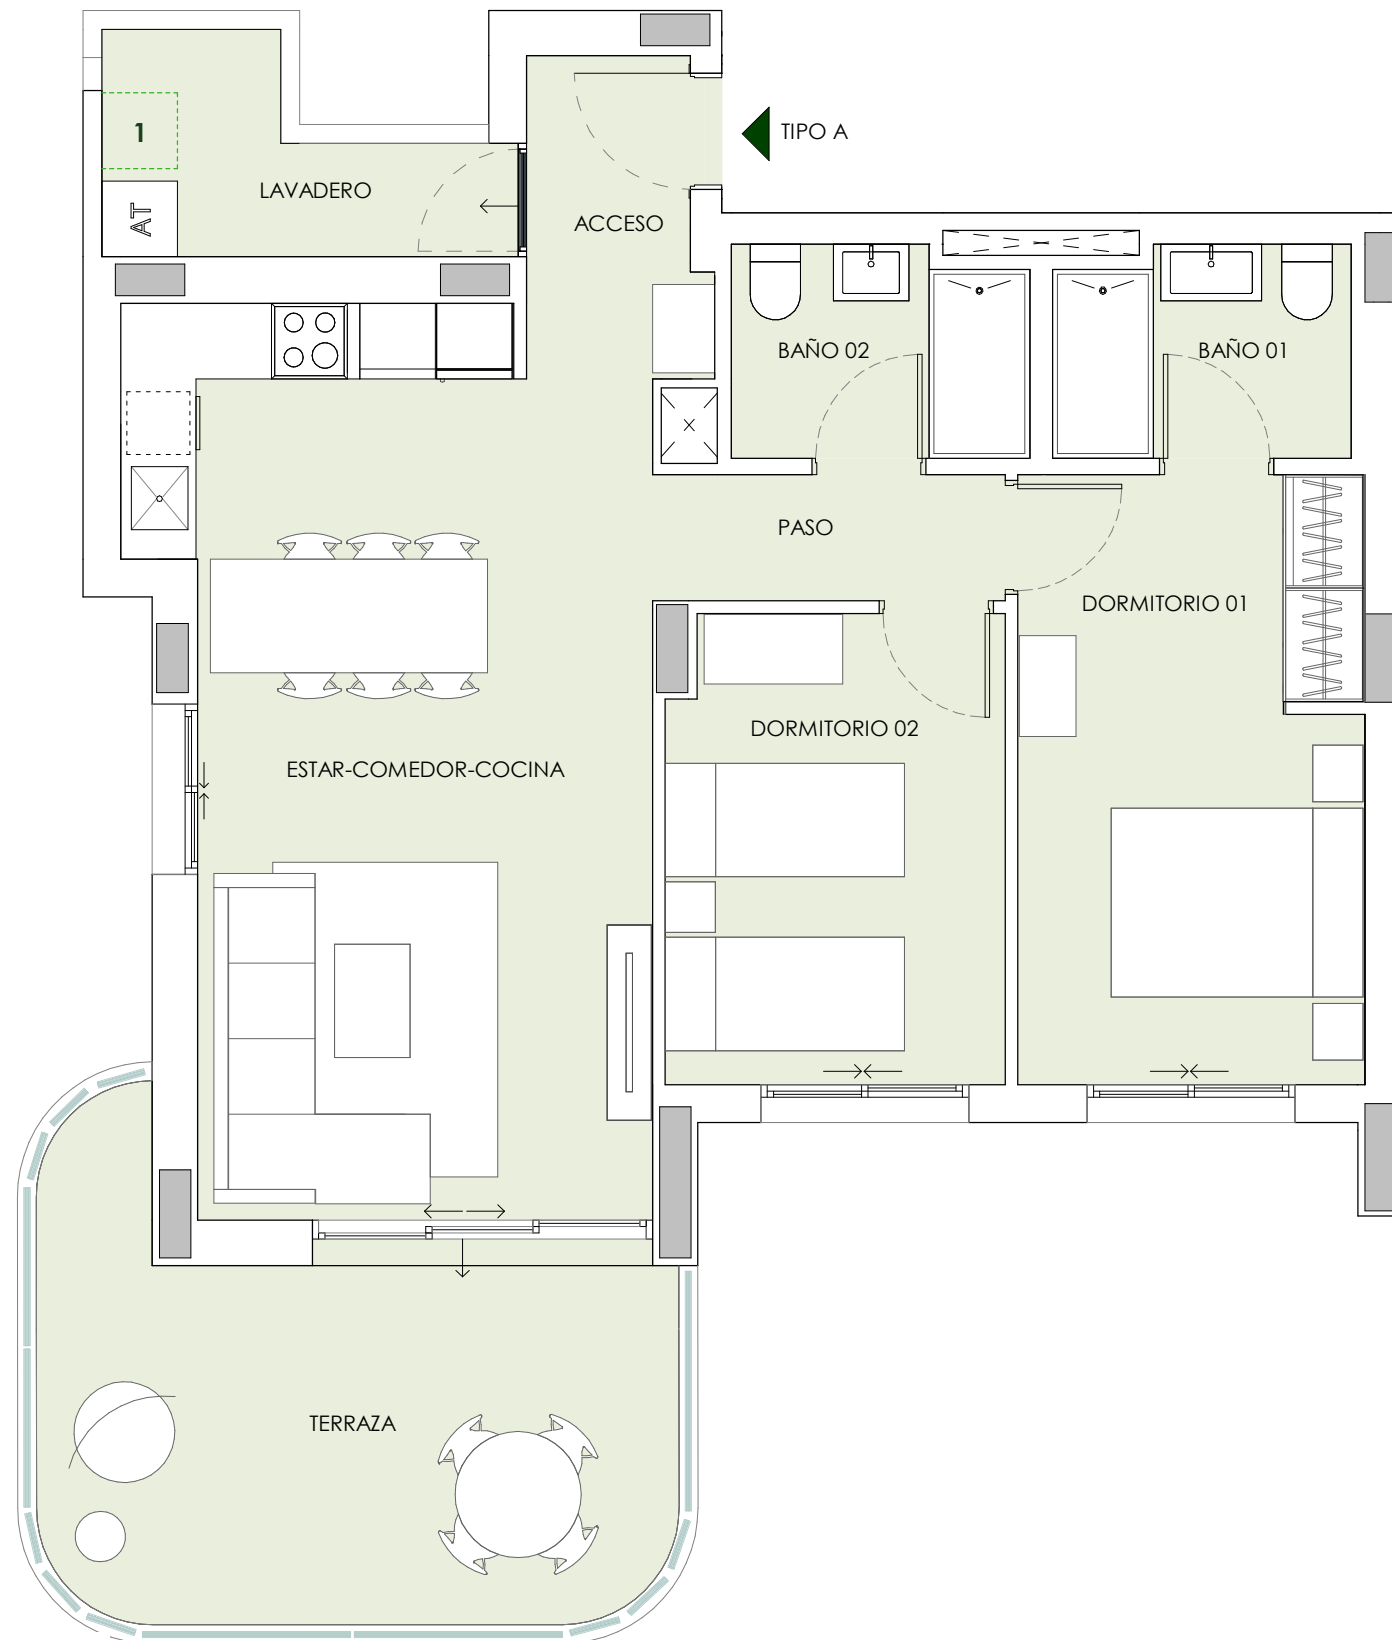 1
TIPO A
LAVADERO
AT
ACCESO
BAÑO 02
BAÑO 01
PASO
DORMITORIO 01
DORMITORIO 02
ESTAR-COMEDOR-COCINA
TERRAZA